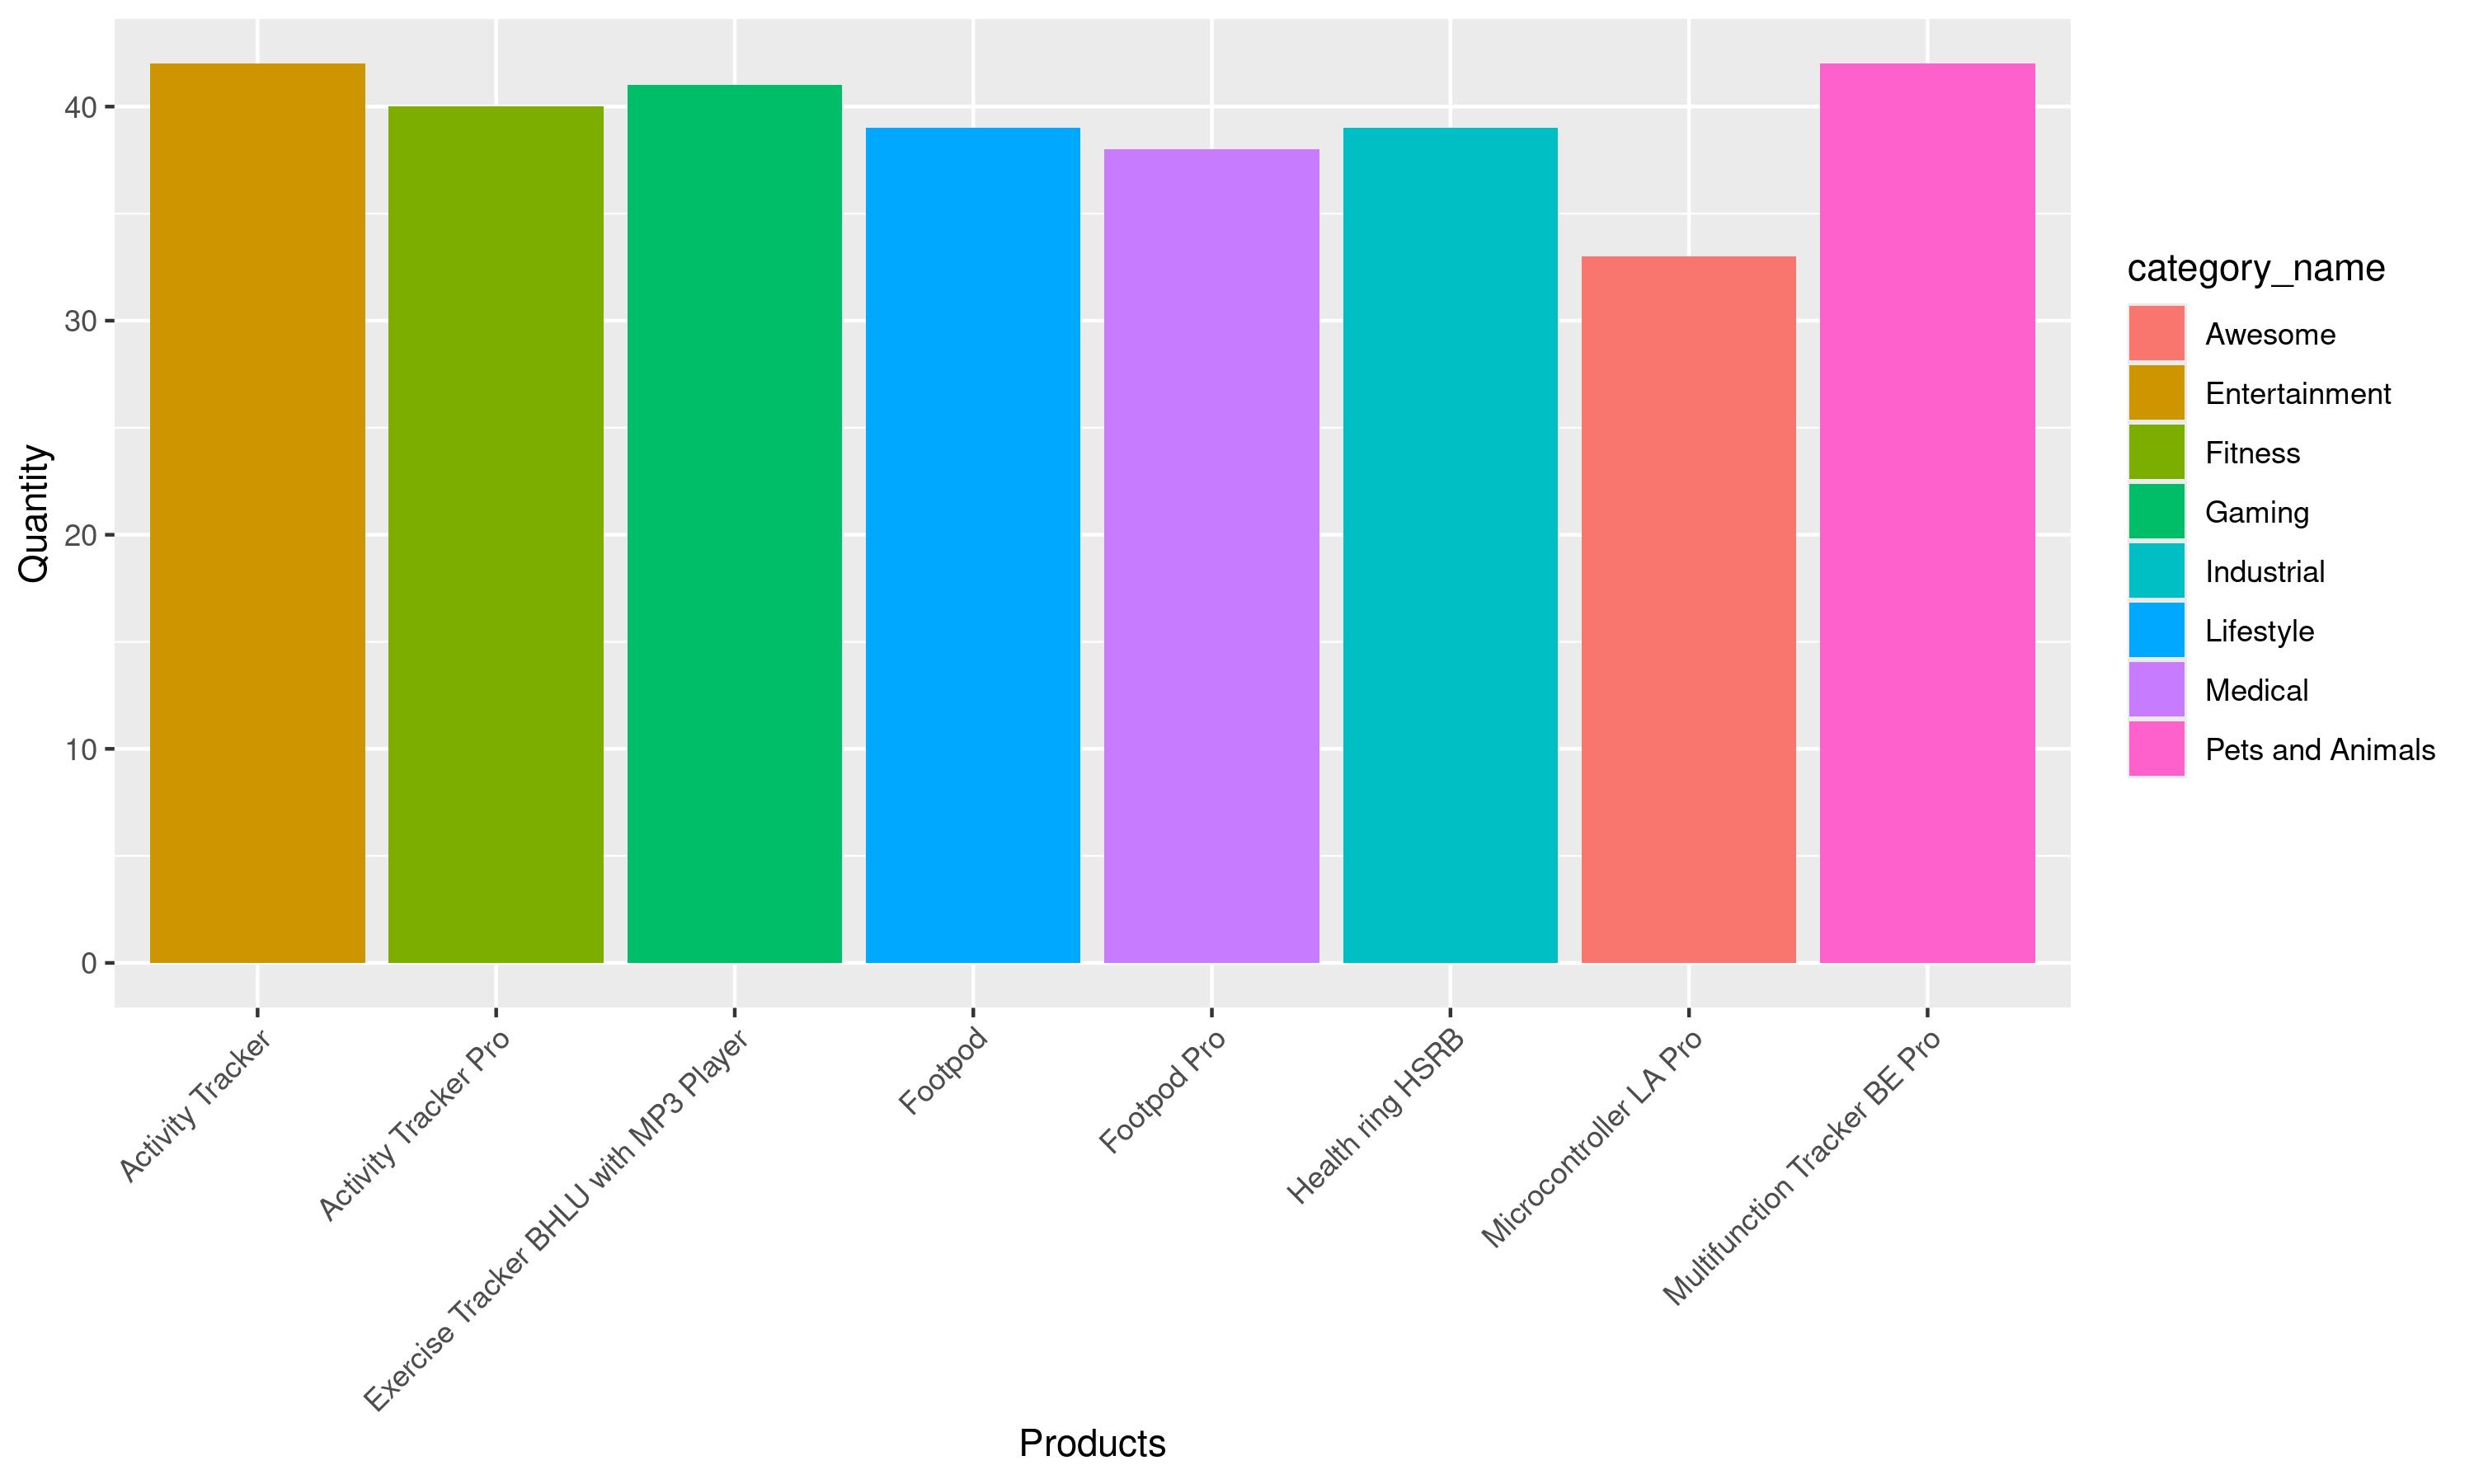 Quantity
40
30
20
10
0
Activity Tracker
Activity Tracker Pro
Exercise Tracker BHLU with MP3 Player
Footpod
Footpod Pro
Health ring HSRB
Microcontroller LA Pro
Multifunction Tracker BE Pro
Products
category_name
Awesome
Entertainment
Fitness
Gaming
Industrial
Lifestyle
Medical
Pets and Animals